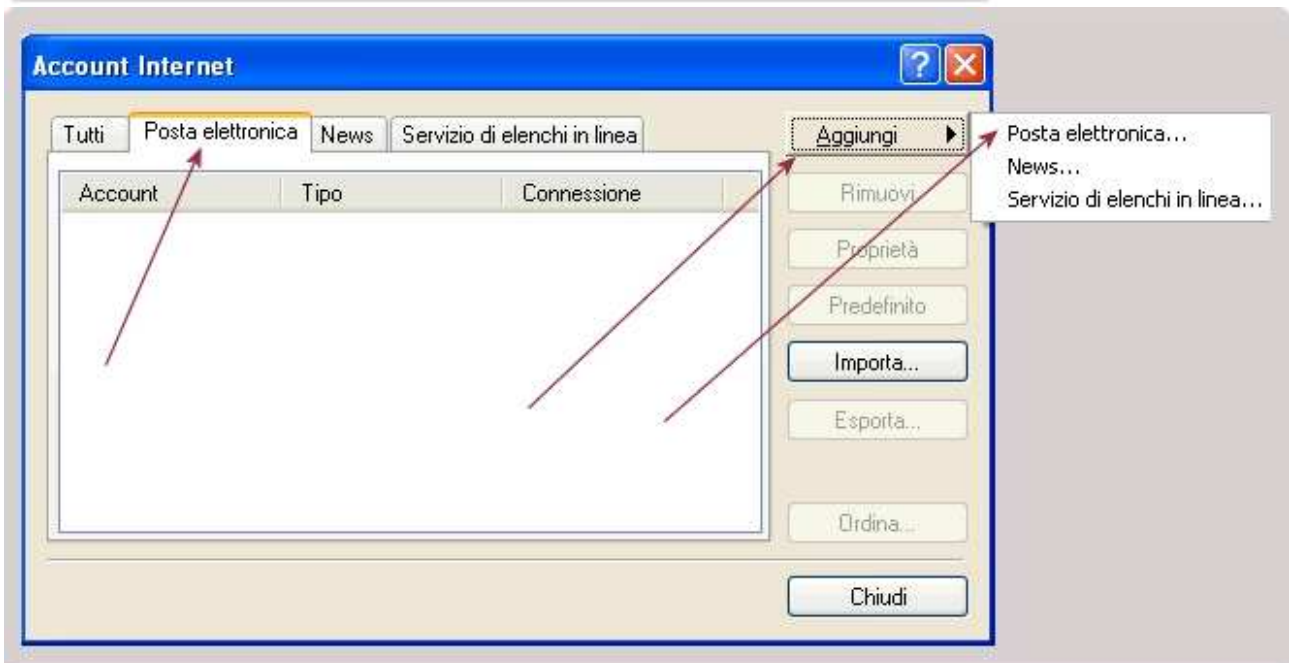 Account Internet
Tutti Posta elettronica News Servizio di elenchi in linea
Account Tipo Connessione
Aggiungi
Rimuovi
Proprietà
Predefinito
Importa...
Esporta...
Ordina...
Chiudi
Posta elettronica...
News...
Servizio di elenchi in linea...